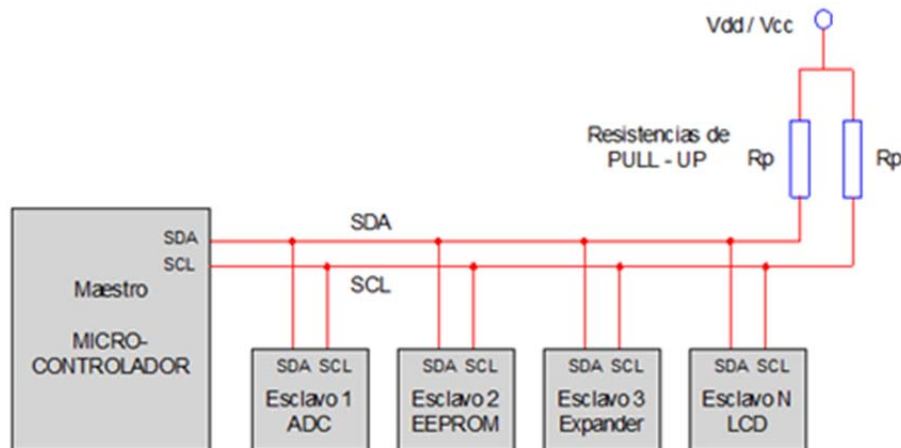 Vdd / Vcc
Resistencias de
PULL - UP
Rp
Rp
SDA
SCL
SDA
SCL
Maestro
MICRO-
CONTROLADOR
SDA SCL
Esclavo 1
ADC
SDA SCL
Esclavo 2
EEPROM
SDA SCL
Esclavo 3
Expander
SDA SCL
Esclavo N
LCD